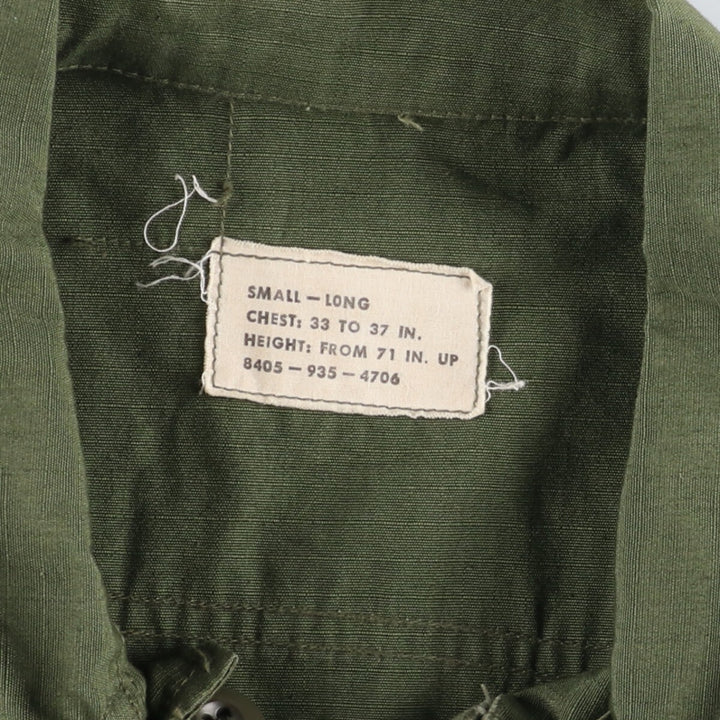 SMALL — LONG
CHEST: 33 TO 37 IN.
HEIGHT: FROM 71 IN. UP
8405 — 935 — 4706